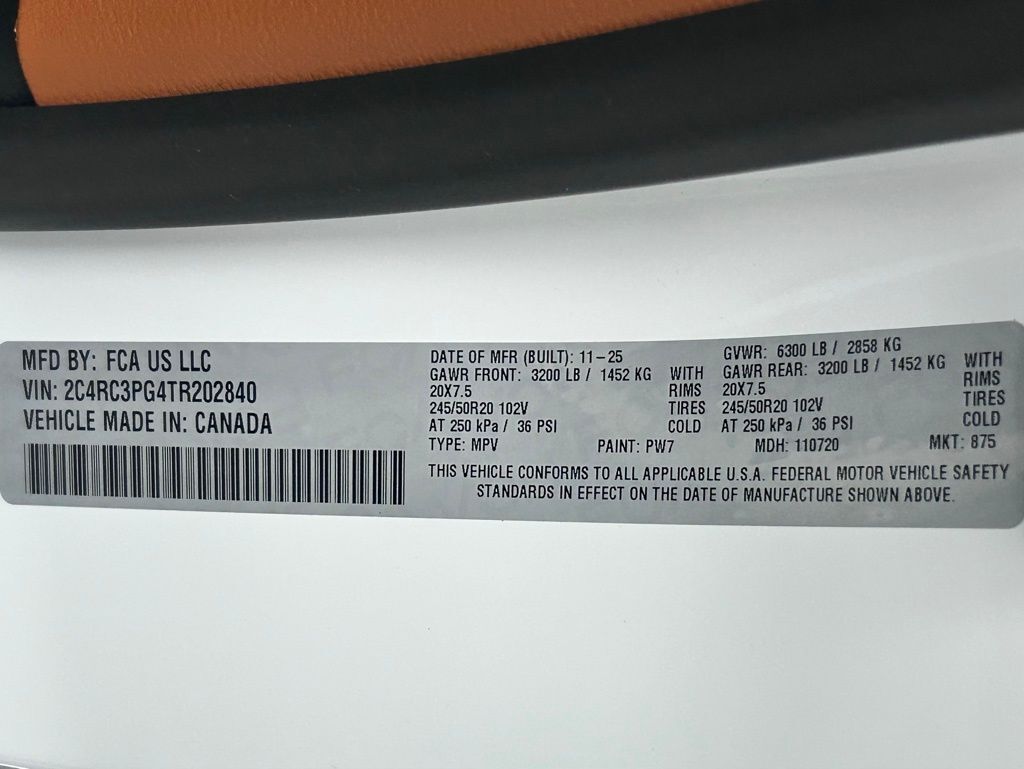 MFD BY: FCA US LLC
VIN: 2C4RC3PG4TR202840
VEHICLE MADE IN: CANADA
DATE OF MFR (BUILT): 11-25
GAWR FRONT: 3200 LB / 1452 KG WITH
20X7.5 RIMS
245/50R20 102V TIRES
AT 250 kPa / 36 PSI COLD
GVWR: 6300 LB / 2858 KG
GAWR REAR: 3200 LB / 1452 KG WITH
20X7.5 RIMS
245/50R20 102V TIRES
AT 250 kPa / 36 PSI COLD
TYPE: MPV PAINT: PW7 MDH: 110720 MKT: 875
THIS VEHICLE CONFORMS TO ALL APPLICABLE U.S.A. FEDERAL MOTOR VEHICLE SAFETY
STANDARDS IN EFFECT ON THE DATE OF MANUFACTURE SHOWN ABOVE.